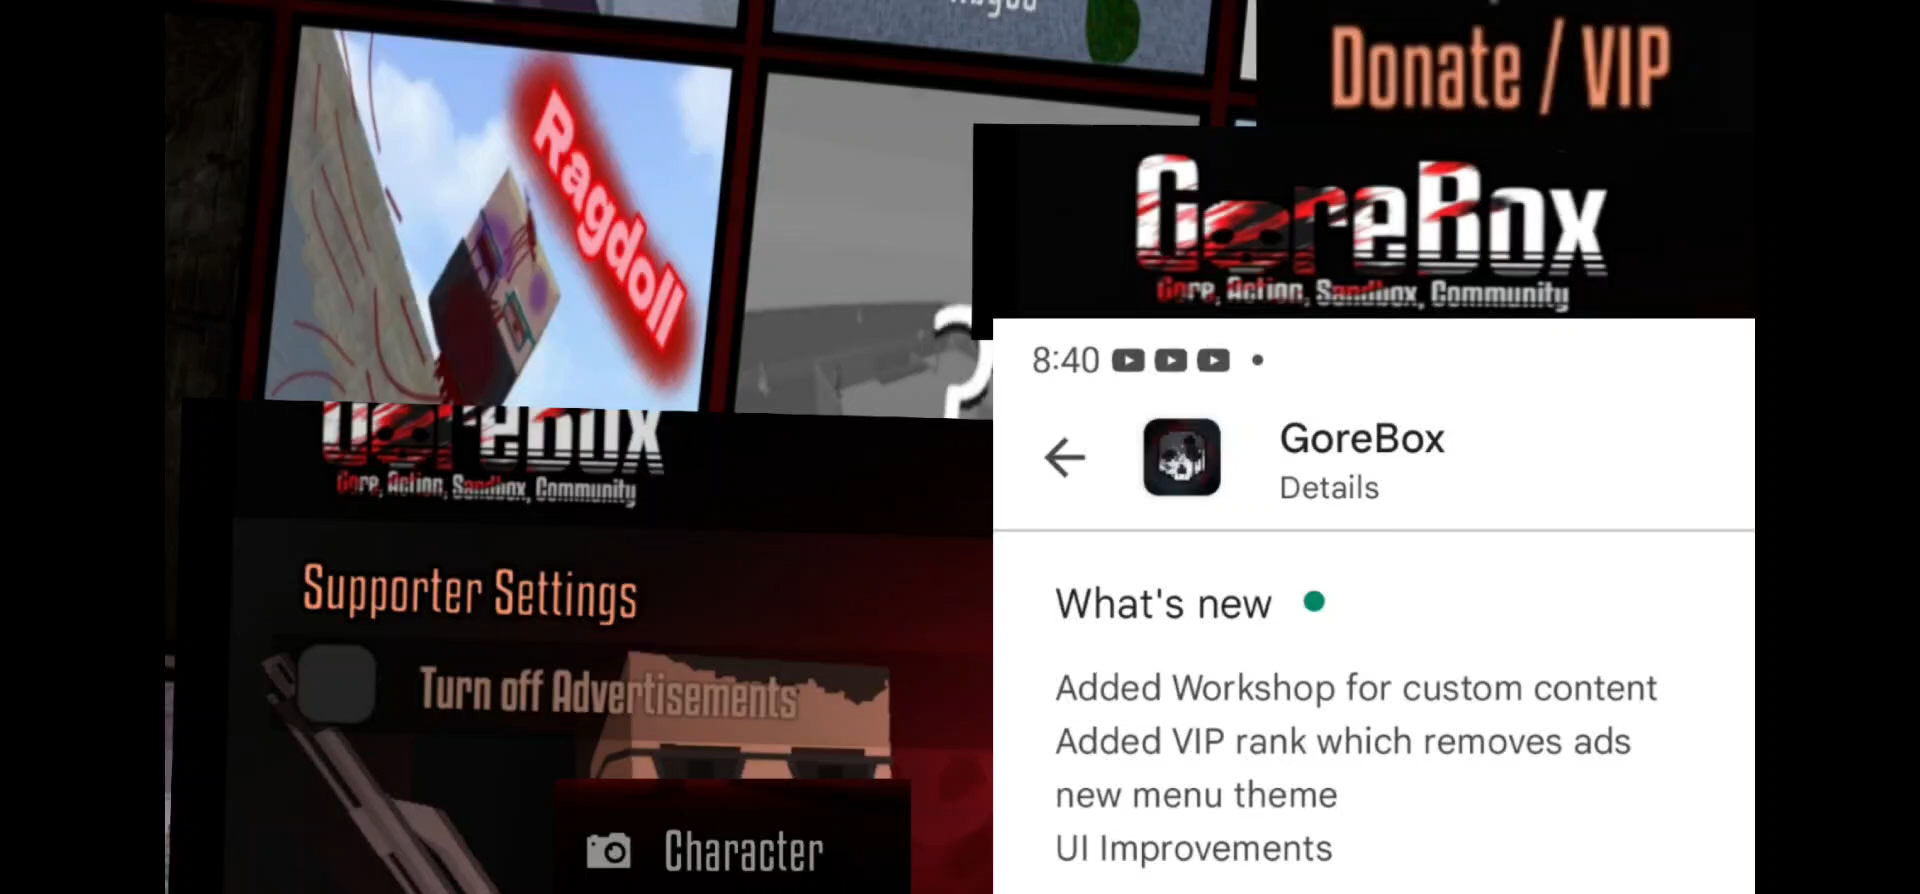 Donate / VIP
Ragdoll
GoreBox
Gore, Action, Sandbox, Community
GoreBox
Gore, Action, Sandbox, Community
Supporter Settings
Turn off Advertisements
Character
8:40
GoreBox
Details
What's new
Added Workshop for custom content
Added VIP rank which removes ads
new menu theme
UI Improvements